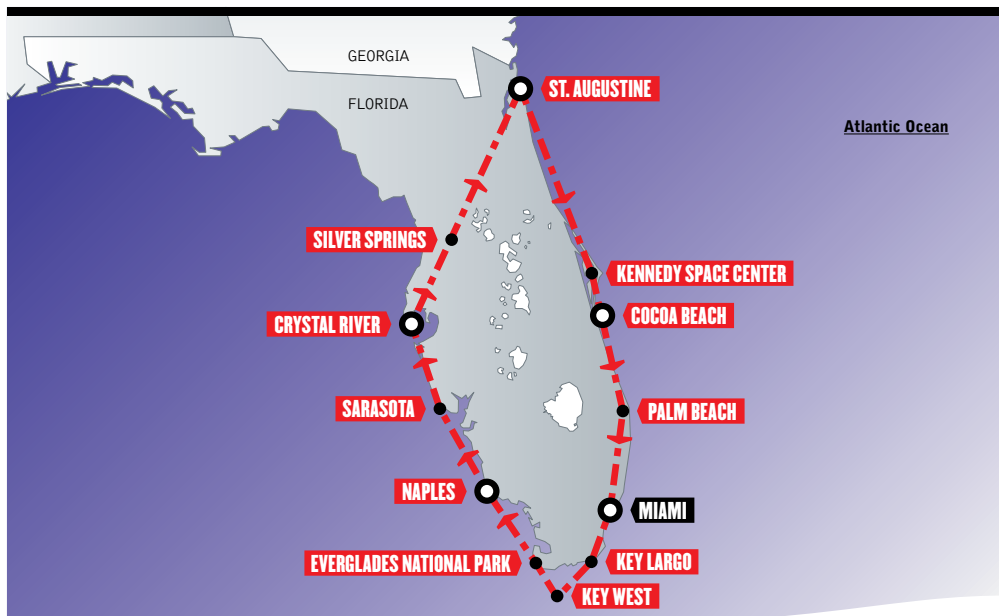 GEORGIA
ST. AUGUSTINE
FLORIDA
Atlantic Ocean
SILVER SPRINGS
KENNEDY SPACE CENTER
COCOA BEACH
CRYSTAL RIVER
SARASOTA
PALM BEACH
NAPLES
MIAMI
EVERGLADES NATIONAL PARK
KEY LARGO
KEY WEST